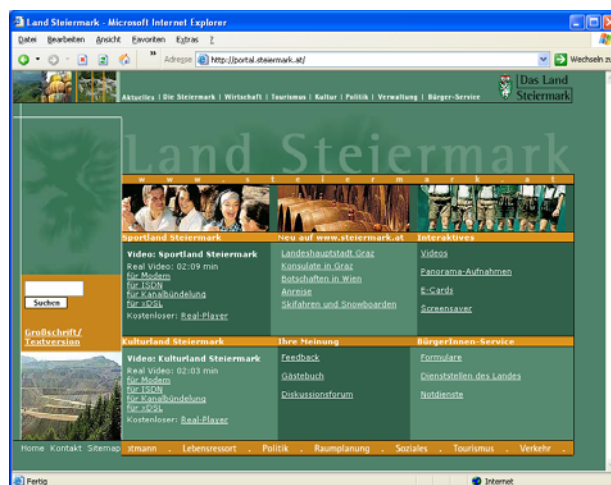 Land Steiermark - Microsoft Internet Explorer
Datei Bearbeiten Ansicht Favoriten Extras ?
Adresse http://portal.steiermark.at/ Wechseln zu
Das Land
Steiermark
Aktuelles | Die Steiermark | Wirtschaft | Tourismus | Kultur | Politik | Verwaltung | Bürger-Service
Land Steiermark
www.steiermark.at
Sportland Steiermark
Video: Sportland Steiermark
Real Video: 02:09 min
für Modem
für ISDN
für Kanalbündelung
für xDSL
Kostenloser: Real-Player
Neu auf www.steiermark.at
Landeshauptstadt Graz
Konsulate in Graz
Botschaften in Wien
Anreise
Skifahren und Snowboarden
Interaktives
Videos
Panorama-Aufnahmen
E-Cards
Screensaver
Suchen
Großschrift/
Textversion
Kulturland Steiermark
Video: Kulturland Steiermark
Real Video: 02:03 min
für Modem
für ISDN
für Kanalbündelung
für xDSL
Kostenloser: Real-Player
Ihre Meinung
Feedback
Gästebuch
Diskussionsforum
BürgerInnen-Service
Formulare
Dienststellen des Landes
Notdienste
Home Kontakt Sitemap
otmann . Lebensressort . Politik . Raumplanung . Soziales . Tourismus . Verkehr .
Fertig Internet